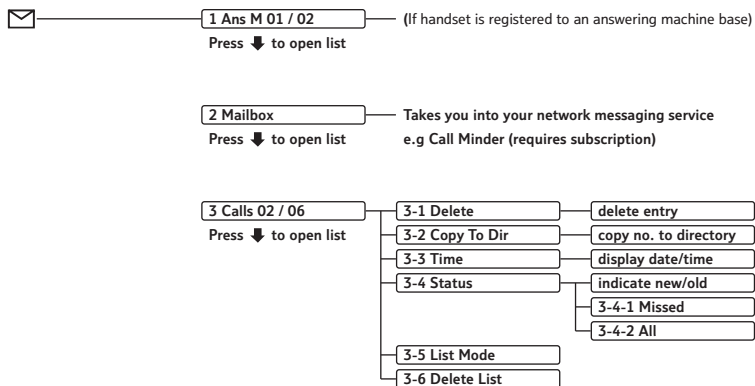 1 Ans M 01 / 02 (If handset is registered to an answering machine base)
Press ⬇ to open list
2 Mailbox Takes you into your network messaging service
Press ⬇ to open list e.g Call Minder (requires subscription)
3 Calls 02 / 06 3-1 Delete delete entry
Press ⬇ to open list 3-2 Copy To Dir copy no. to directory
3-3 Time display date/time
3-4 Status indicate new/old
3-4-1 Missed
3-4-2 All
3-5 List Mode
3-6 Delete List